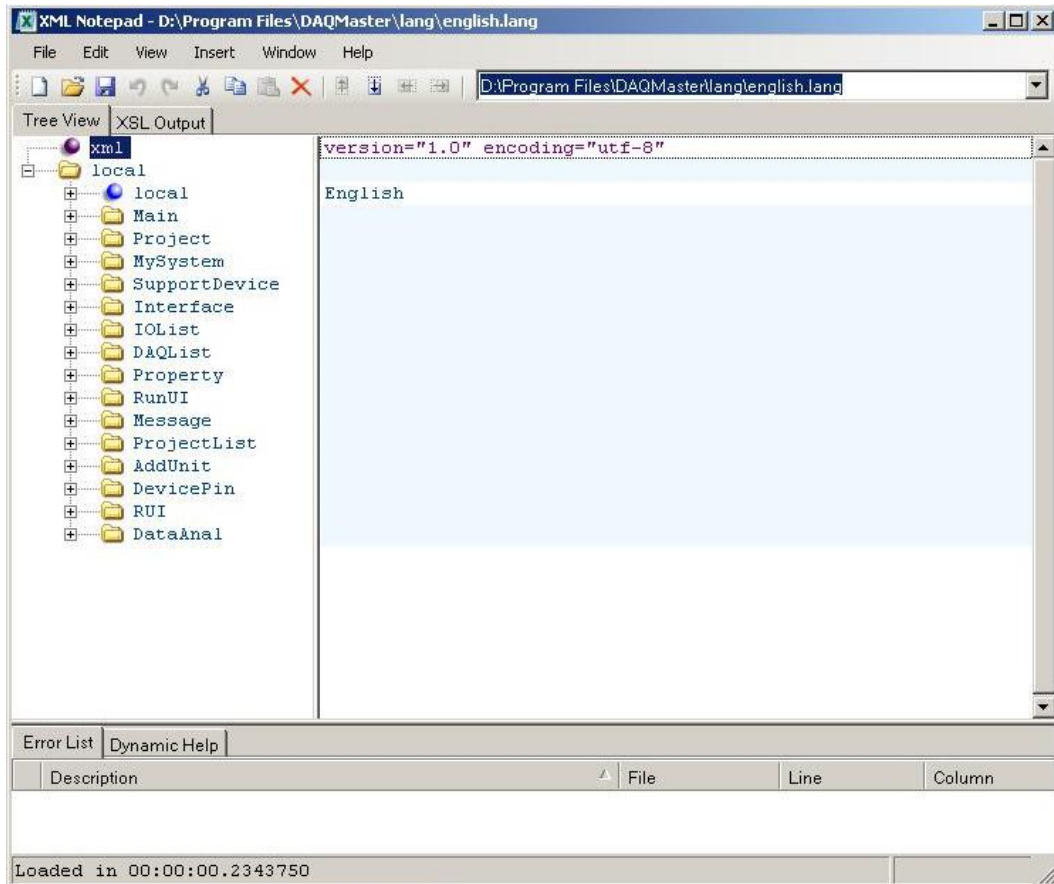 XML Notepad - D:\Program Files\DAQMaster\lang\english.lang
File Edit View Insert Window Help
D:\Program Files\DAQMaster\lang\english.lang
Tree View XSL Output
xml version="1.0" encoding="utf-8"
local
local English
Main
Project
MySystem
SupportDevice
Interface
IOList
DAQList
Property
RunUI
Message
ProjectList
AddUnit
DevicePin
RUI
DataAnal
Error List Dynamic Help
Description File Line Column
Loaded in 00:00:00.2343750